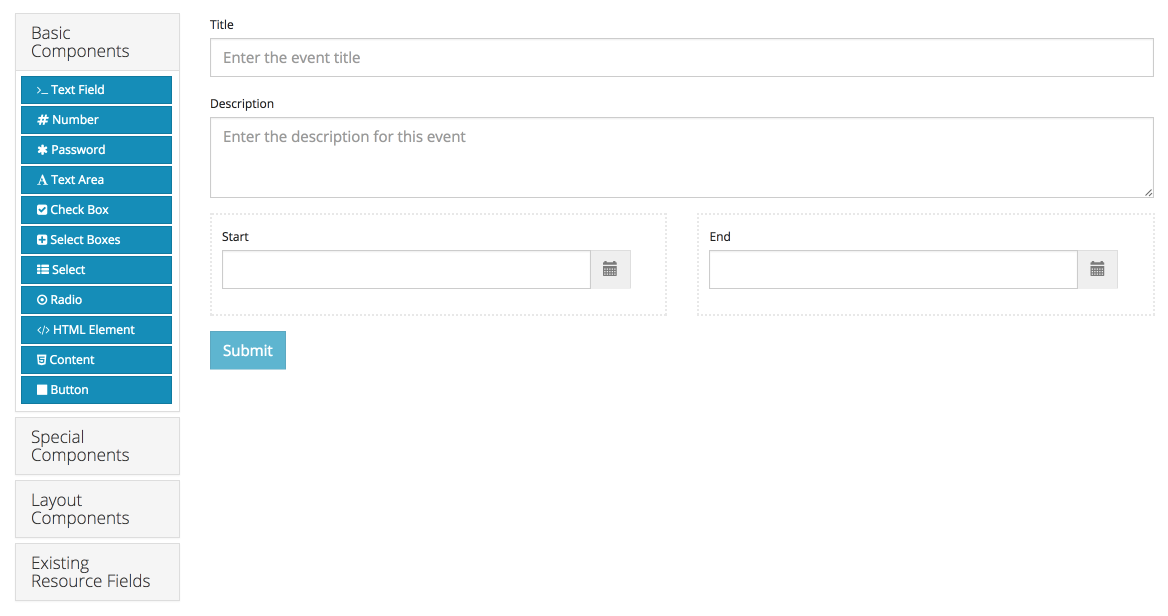 Basic
Components
>_ Text Field
# Number
✱ Password
A Text Area
Check Box
Select Boxes
Select
Radio
</> HTML Element
Content
Button
Special
Components
Layout
Components
Existing
Resource Fields
Title
Enter the event title
Description
Enter the description for this event
Start
End
Submit